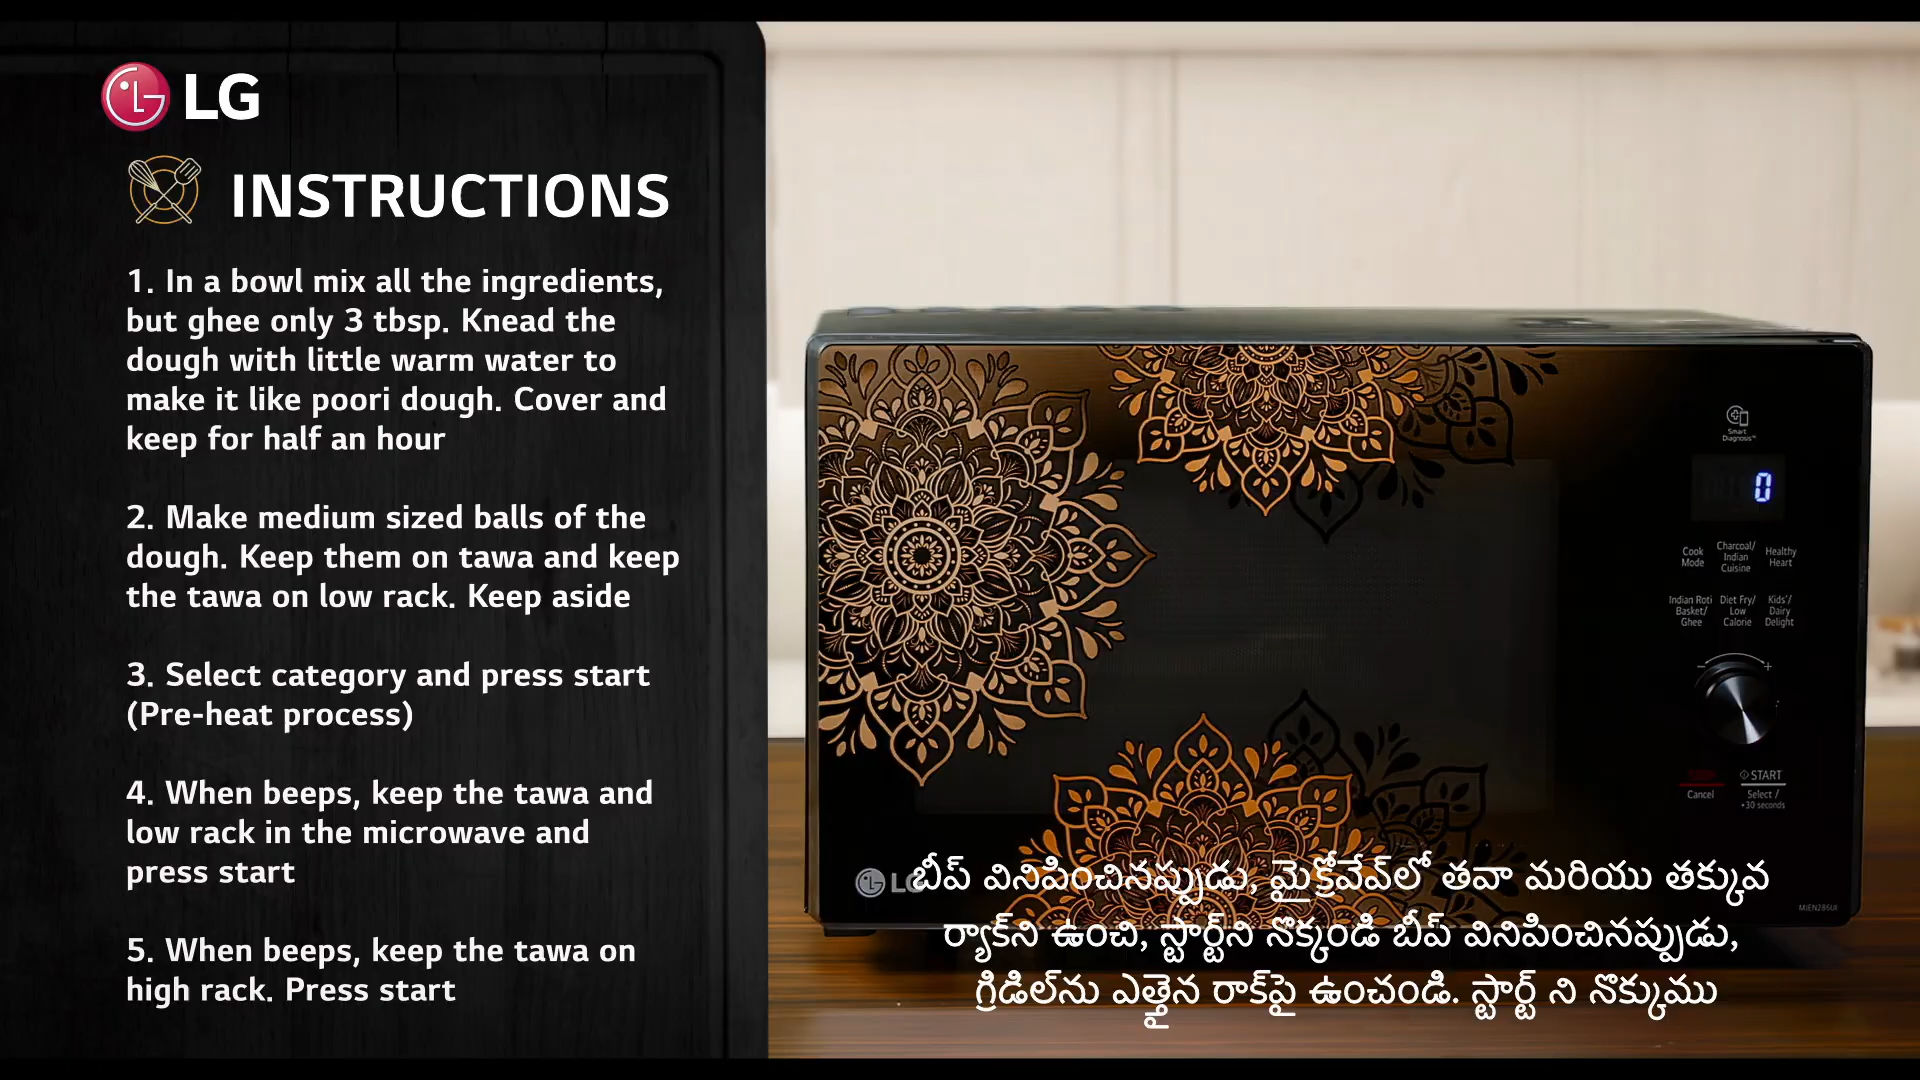 LG
INSTRUCTIONS
1. In a bowl mix all the ingredients,
but ghee only 3 tbsp. Knead the
dough with little warm water to
make it like poori dough. Cover and
keep for half an hour
2. Make medium sized balls of the
dough. Keep them on tawa and keep
the tawa on low rack. Keep aside
3. Select category and press start
(Pre-heat process)
4. When beeps, keep the tawa and
low rack in the microwave and
press start
5. When beeps, keep the tawa on
high rack. Press start
Smart
Diagnosis™
0
Cook
Mode
Charcoal/
Indian
Cuisine
Healthy
Heart
Indian Roti
Basket/
Ghee
Diet Fry/
Low
Calorie
Kids'/
Dairy
Delight
- +
Cancel
START
Select /
+30 seconds
LG
MJEN286UI
బీప్ వినిపించినప్పుడు, మైక్రోవేవ్‌లో తవా మరియు తక్కువ
ర్యాక్‌ని ఉంచి, స్టార్ట్‌ని నొక్కండి బీప్ వినిపించినప్పుడు,
గ్రిడిల్‌ను ఎత్తైన రాక్‌పై ఉంచండి. స్టార్ట్ ని నొక్కుము